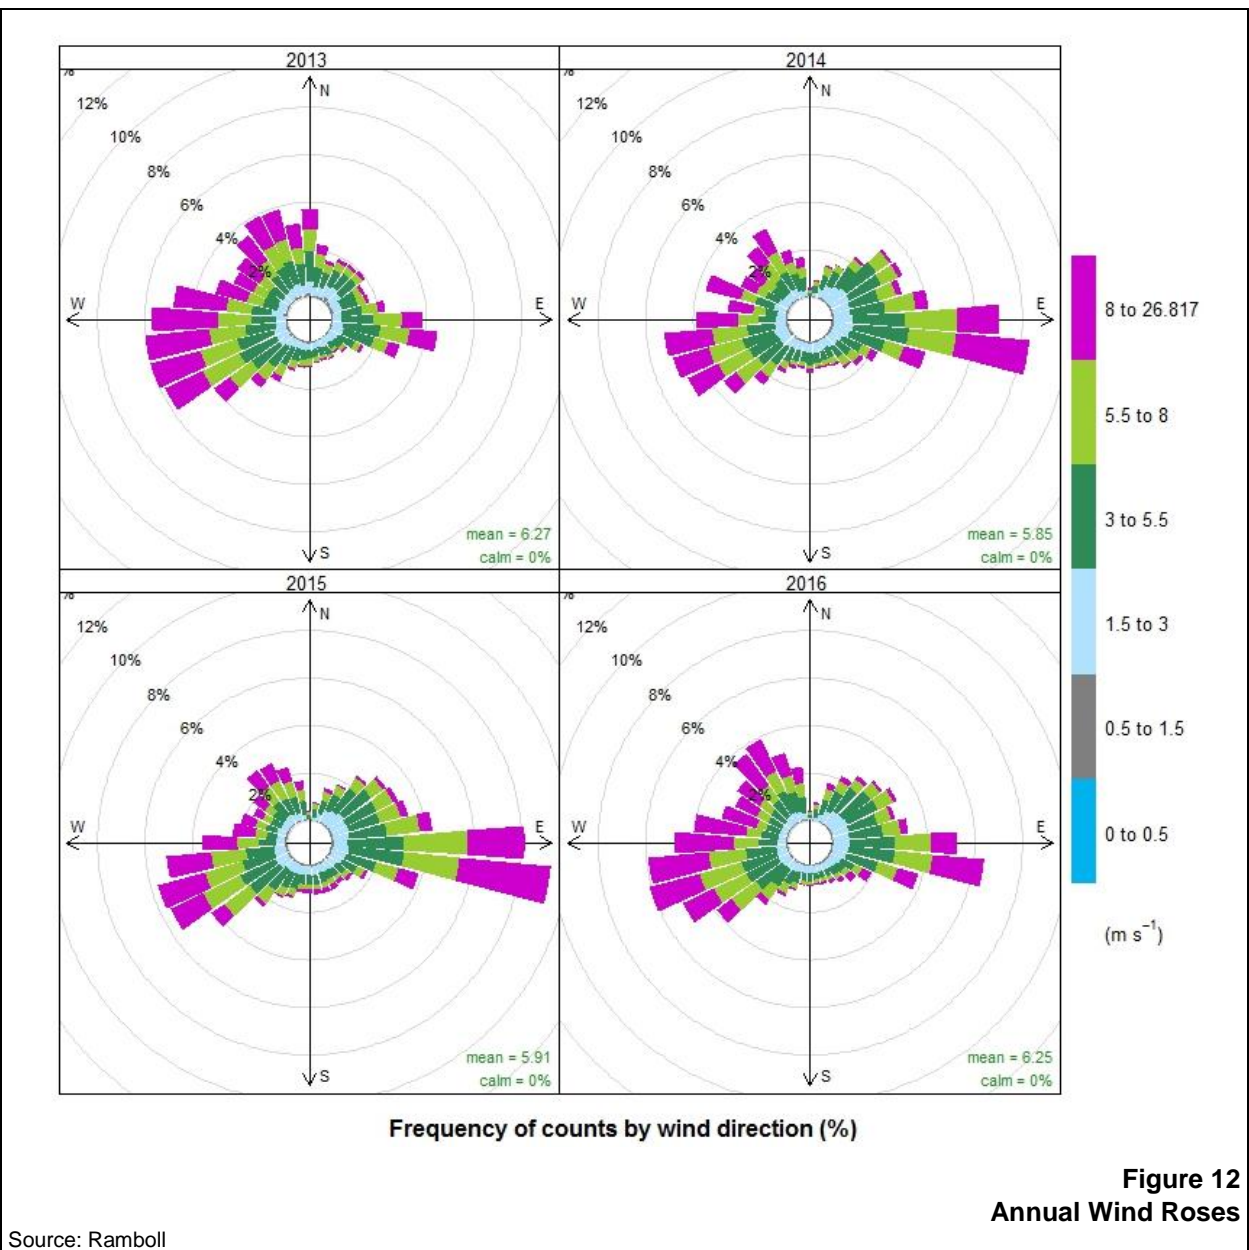 2013
%
12%
10%
8%
6%
4%
2%
N
W
E
S
mean = 6.27
calm = 0%
2014
%
12%
10%
8%
6%
4%
2%
N
W
E
S
mean = 5.85
calm = 0%
2015
%
12%
10%
8%
6%
4%
2%
N
W
E
S
mean = 5.91
calm = 0%
2016
%
12%
10%
8%
6%
4%
2%
N
W
E
S
mean = 6.25
calm = 0%
8 to 26.817
5.5 to 8
3 to 5.5
1.5 to 3
0.5 to 1.5
0 to 0.5
(m s⁻¹)
Frequency of counts by wind direction (%)
Figure 12
Annual Wind Roses
Source: Ramboll